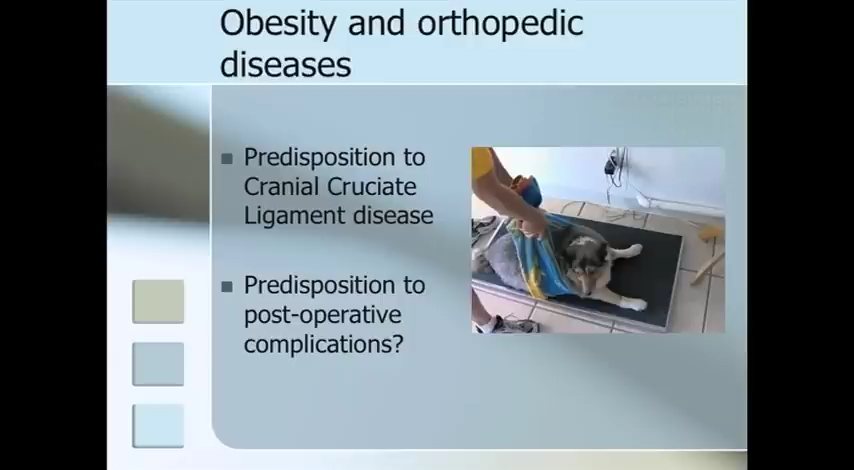 Obesity and orthopedic
diseases
Predisposition to
Cranial Cruciate
Ligament disease
Predisposition to
post-operative
complications?